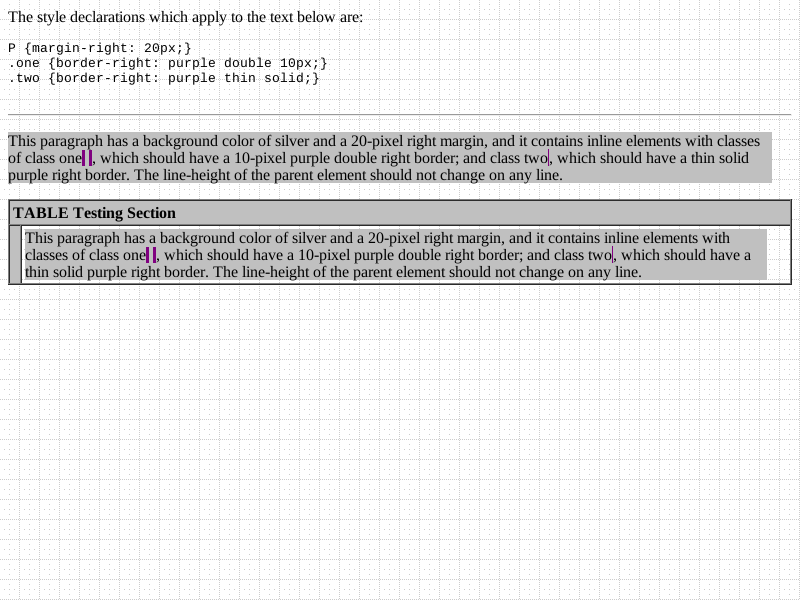 The style declarations which apply to the text below are:
P {margin-right: 20px;}
.one {border-right: purple double 10px;}
.two {border-right: purple thin solid;}
This paragraph has a background color of silver and a 20-pixel right margin, and it contains inline elements with classes
of class one, which should have a 10-pixel purple double right border; and class two, which should have a thin solid
purple right border. The line-height of the parent element should not change on any line.
TABLE Testing Section
This paragraph has a background color of silver and a 20-pixel right margin, and it contains inline elements with
classes of class one, which should have a 10-pixel purple double right border; and class two, which should have a
thin solid purple right border. The line-height of the parent element should not change on any line.